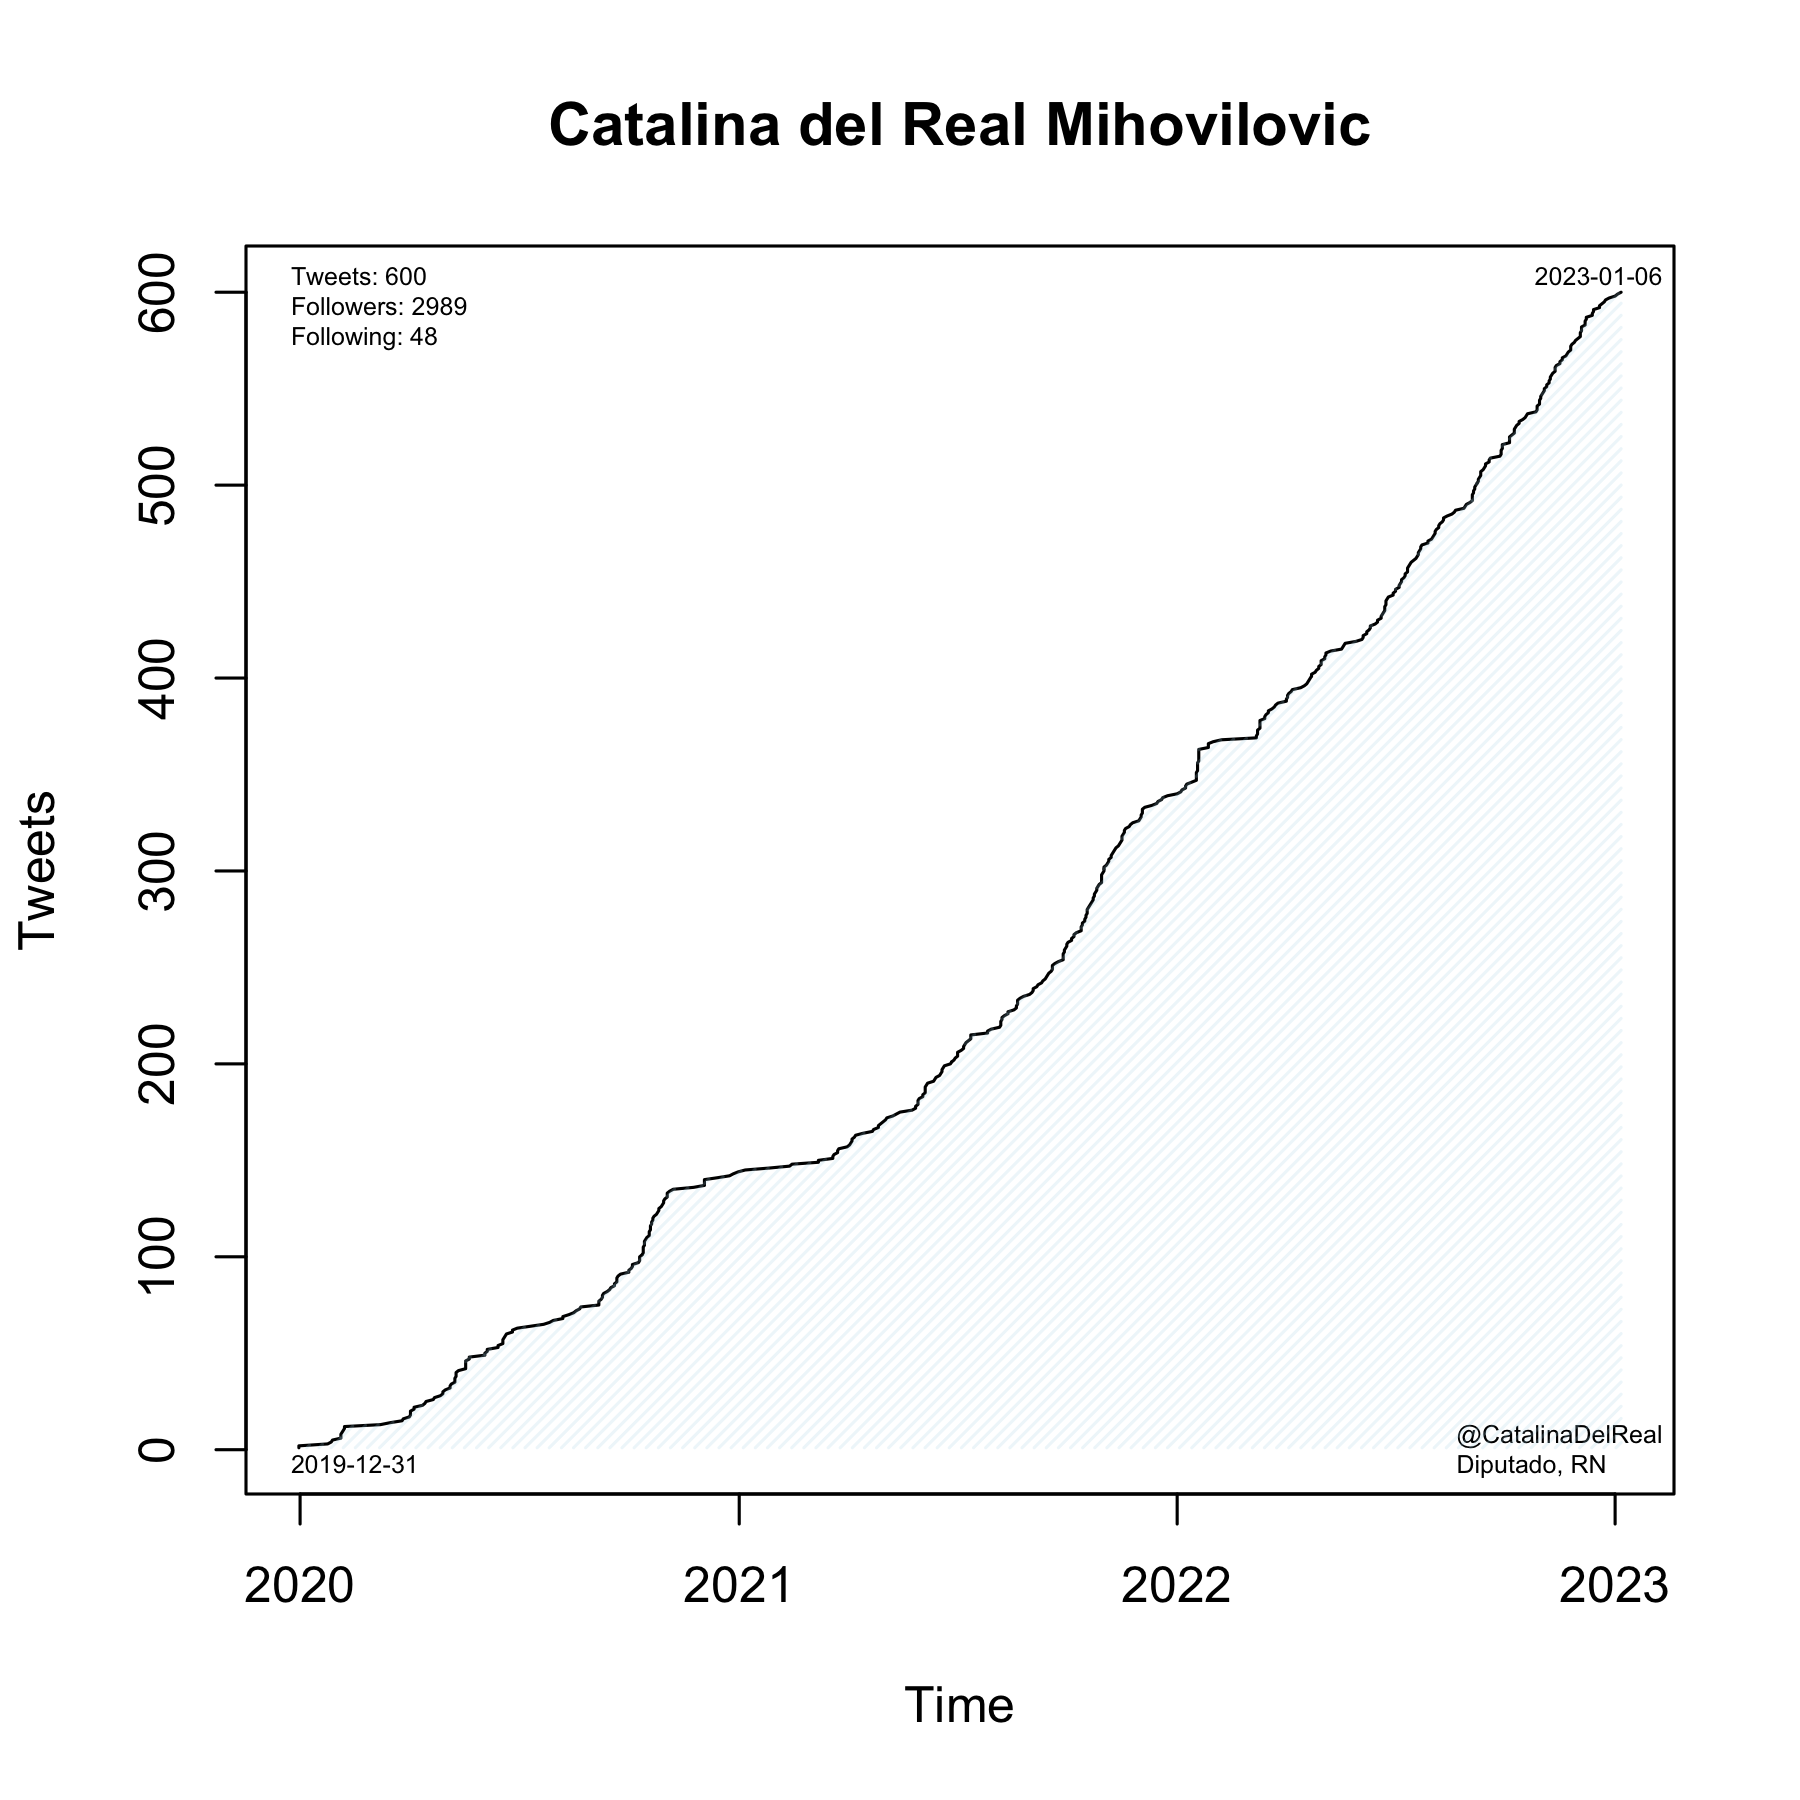 Catalina del Real Mihovilovic
Tweets: 600
Followers: 2989
Following: 48
2023-01-06
600
500
400
300
200
100
0
Tweets
2019-12-31
@CatalinaDelReal
Diputado, RN
2020 2021 2022 2023
Time